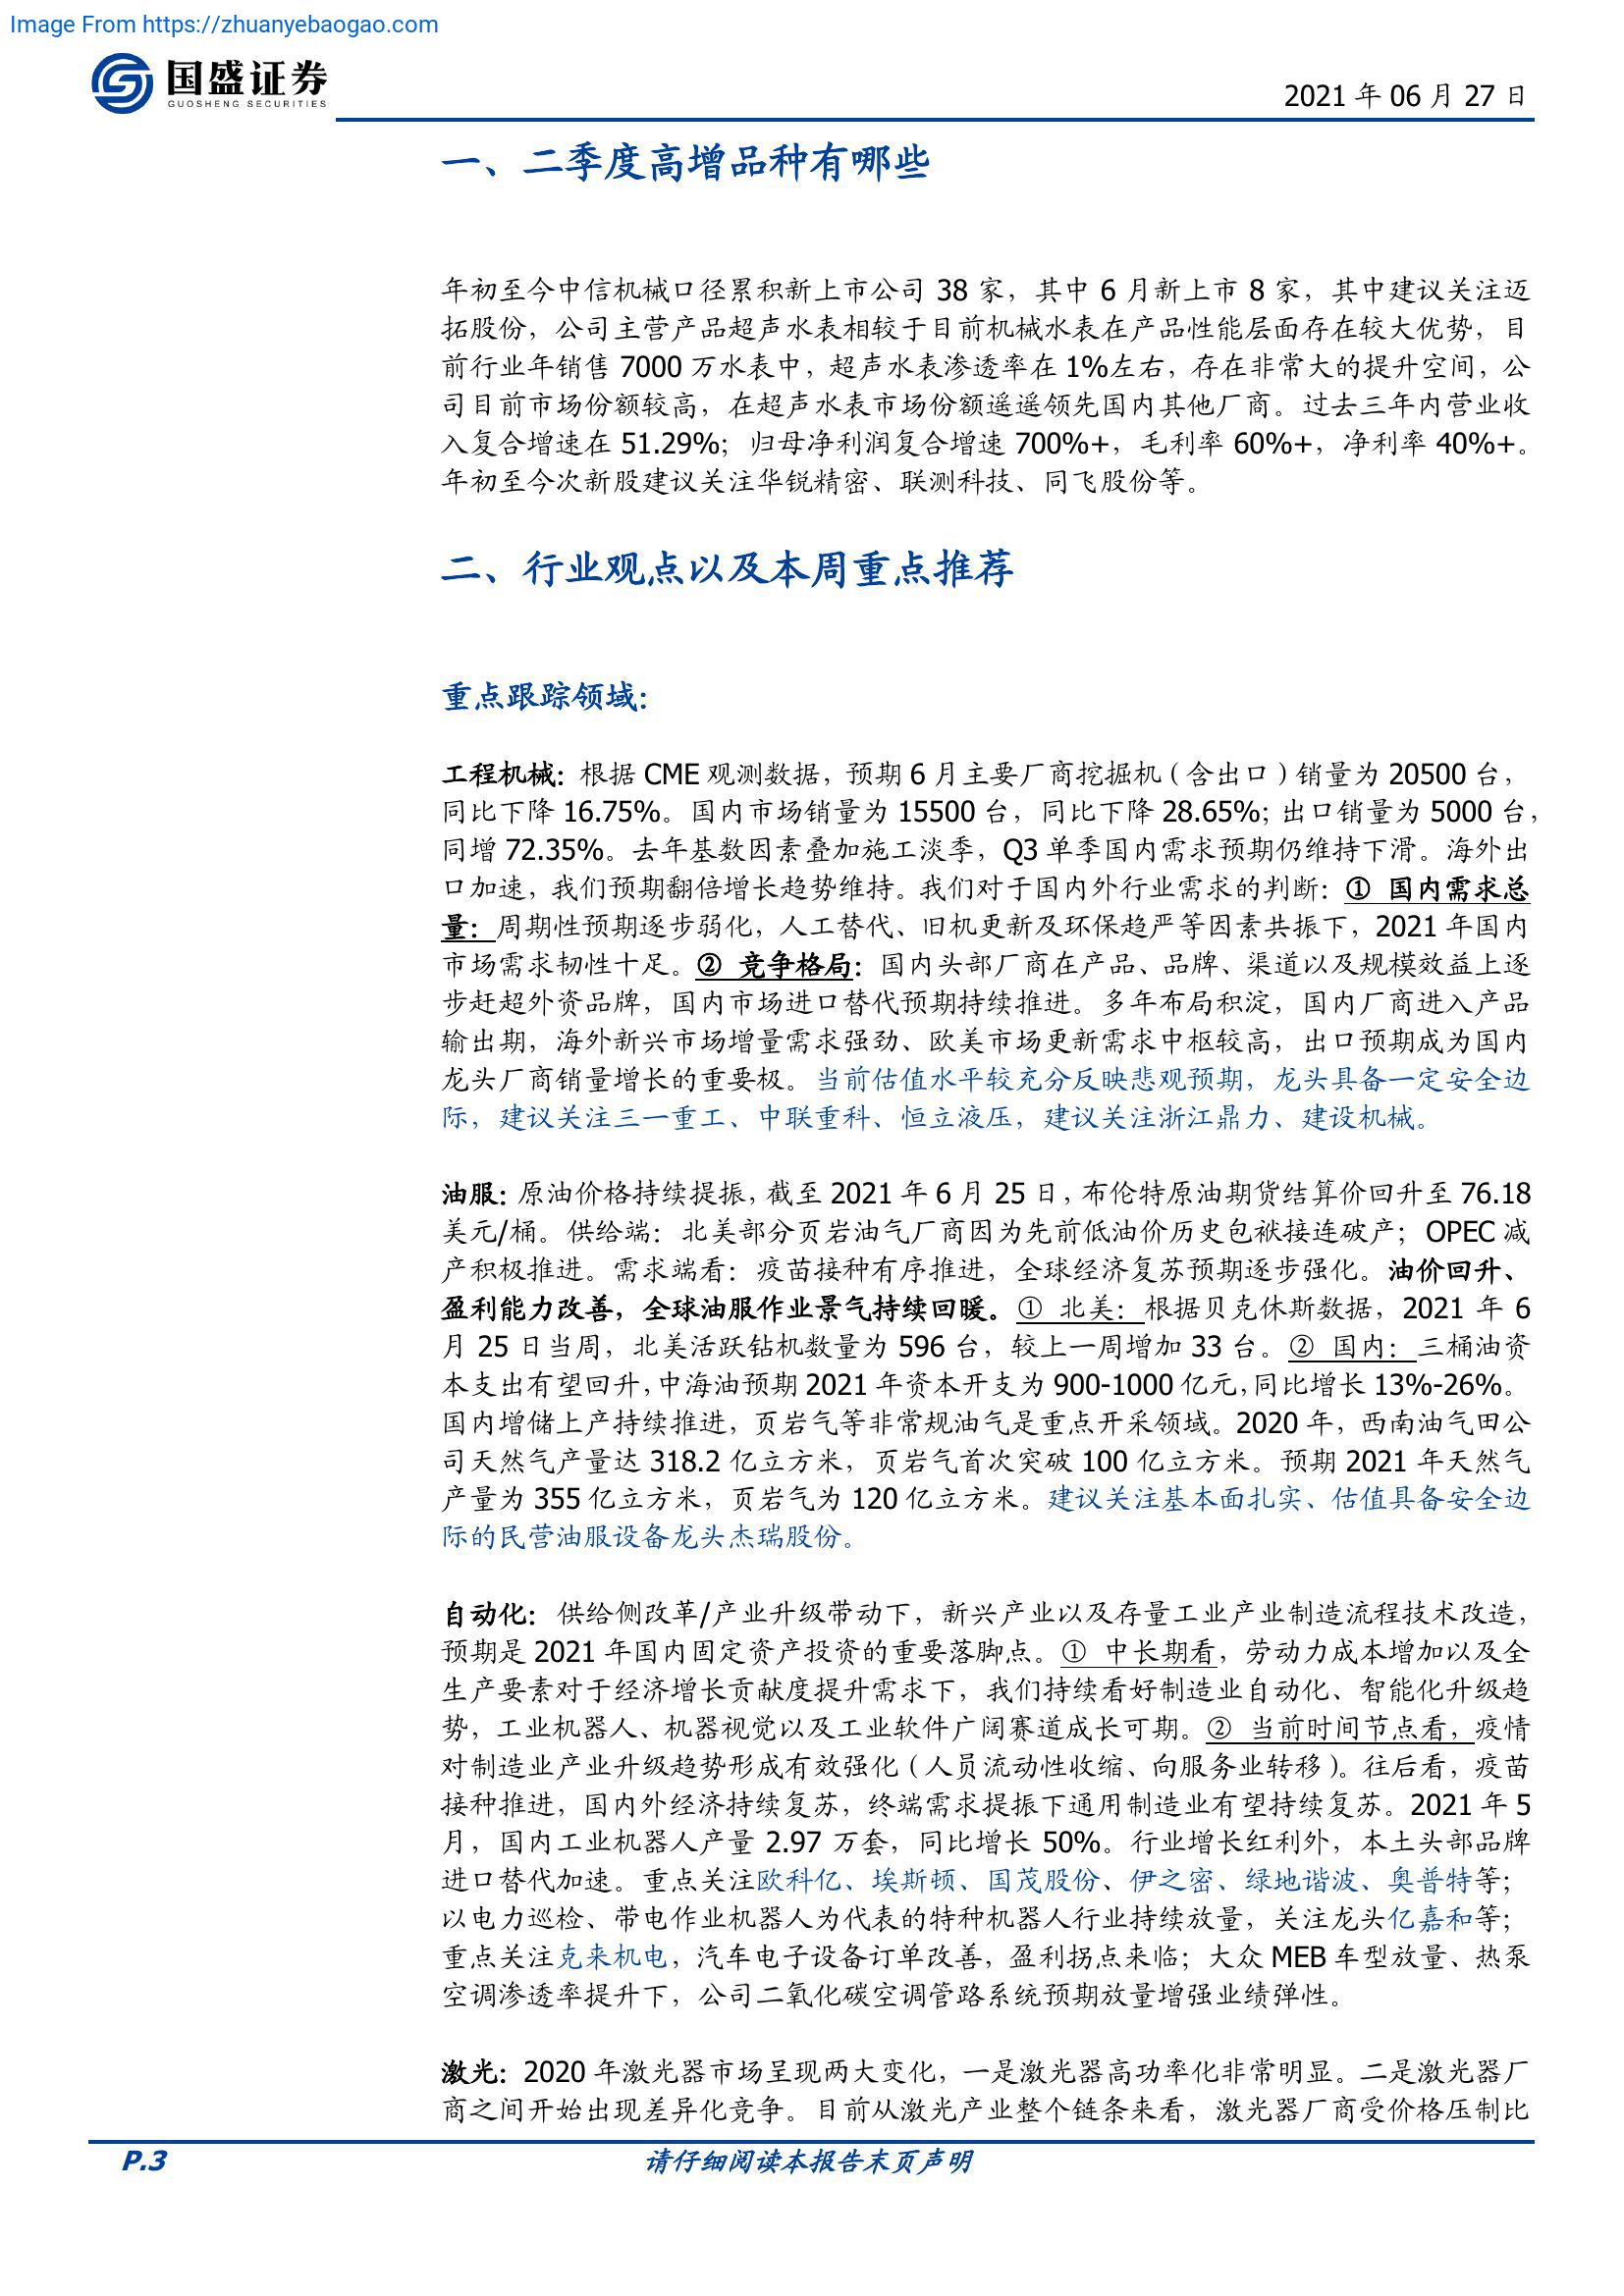 Image From https://zhuanyebaogao.com
国盛证券
GUOSHENG SECURITIES
2021 年 06 月 27 日
一、二季度高增品种有哪些
年初至今中信机械口径累积新上市公司 38 家，其中 6 月新上市 8 家，其中建议关注迈
拓股份，公司主营产品超声水表相较于目前机械水表在产品性能层面存在较大优势，目
前行业年销售 7000 万水表中，超声水表渗透率在 1%左右，存在非常大的提升空间，公
司目前市场份额较高，在超声水表市场份额遥遥领先国内其他厂商。过去三年内营业收
入复合增速在 51.29%；归母净利润复合增速 700%+，毛利率 60%+，净利率 40%+。
年初至今次新股建议关注华锐精密、联测科技、同飞股份等。
二、行业观点以及本周重点推荐
重点跟踪领域：
工程机械：根据 CME 观测数据，预期 6 月主要厂商挖掘机（含出口）销量为 20500 台，
同比下降 16.75%。国内市场销量为 15500 台，同比下降 28.65%；出口销量为 5000 台，
同增 72.35%。去年基数因素叠加施工淡季，Q3 单季国内需求预期仍维持下滑。海外出
口加速，我们预期翻倍增长趋势维持。我们对于国内外行业需求的判断：① 国内需求总
量：周期性预期逐步弱化，人工替代、旧机更新及环保趋严等因素共振下，2021 年国内
市场需求韧性十足。② 竞争格局：国内头部厂商在产品、品牌、渠道以及规模效益上逐
步赶超外资品牌，国内市场进口替代预期持续推进。多年布局积淀，国内厂商进入产品
输出期，海外新兴市场增量需求强劲、欧美市场更新需求中枢较高，出口预期成为国内
龙头厂商销量增长的重要极。当前估值水平较充分反映悲观预期，龙头具备一定安全边
际，建议关注三一重工、中联重科、恒立液压，建议关注浙江鼎力、建设机械。
油服：原油价格持续提振，截至 2021 年 6 月 25 日，布伦特原油期货结算价回升至 76.18
美元/桶。供给端：北美部分页岩油气厂商因为先前低油价历史包袱接连破产；OPEC 减
产积极推进。需求端看：疫苗接种有序推进，全球经济复苏预期逐步强化。油价回升、
盈利能力改善，全球油服作业景气持续回暖。① 北美：根据贝克休斯数据，2021 年 6
月 25 日当周，北美活跃钻机数量为 596 台，较上一周增加 33 台。② 国内：三桶油资
本支出有望回升，中海油预期 2021 年资本开支为 900-1000 亿元，同比增长 13%-26%。
国内增储上产持续推进，页岩气等非常规油气是重点开采领域。2020 年，西南油气田公
司天然气产量达 318.2 亿立方米，页岩气首次突破 100 亿立方米。预期 2021 年天然气
产量为 355 亿立方米，页岩气为 120 亿立方米。建议关注基本面扎实、估值具备安全边
际的民营油服设备龙头杰瑞股份。
自动化：供给侧改革/产业升级带动下，新兴产业以及存量工业产业制造流程技术改造，
预期是 2021 年国内固定资产投资的重要落脚点。① 中长期看，劳动力成本增加以及全
生产要素对于经济增长贡献度提升需求下，我们持续看好制造业自动化、智能化升级趋
势，工业机器人、机器视觉以及工业软件广阔赛道成长可期。② 当前时间节点看，疫情
对制造业产业升级趋势形成有效强化（人员流动性收缩、向服务业转移）。往后看，疫苗
接种推进，国内外经济持续复苏，终端需求提振下通用制造业有望持续复苏。2021 年 5
月，国内工业机器人产量 2.97 万套，同比增长 50%。行业增长红利外，本土头部品牌
进口替代加速。重点关注欧科亿、埃斯顿、国茂股份、伊之密、绿地谐波、奥普特等；
以电力巡检、带电作业机器人为代表的特种机器人行业持续放量，关注龙头亿嘉和等；
重点关注克来机电，汽车电子设备订单改善，盈利拐点来临；大众 MEB 车型放量、热泵
空调渗透率提升下，公司二氧化碳空调管路系统预期放量增强业绩弹性。
激光：2020 年激光器市场呈现两大变化，一是激光器高功率化非常明显。二是激光器厂
商之间开始出现差异化竞争。目前从激光产业整个链条来看，激光器厂商受价格压制比
P.3
请仔细阅读本报告末页声明